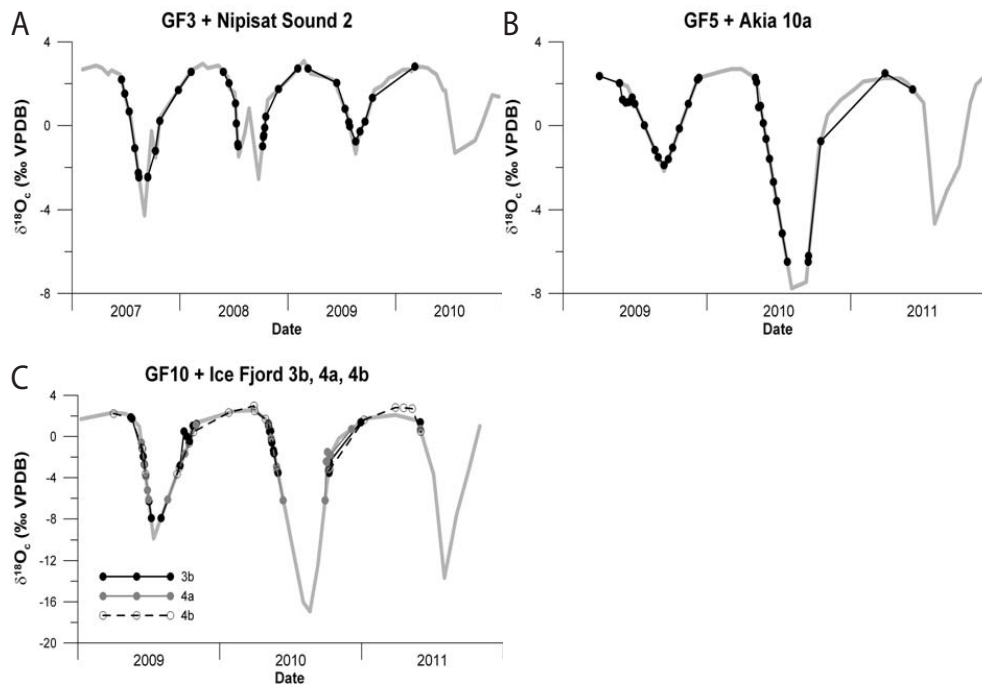 A
GF3 + Nipisat Sound 2
4
0
-4
-8
δ¹⁸Oc (‰ VPDB)
2007
2008
2009
2010
Date
B
GF5 + Akia 10a
4
0
-4
-8
δ¹⁸Oc (‰ VPDB)
2009
2010
2011
Date
C
GF10 + Ice Fjord 3b, 4a, 4b
4
0
-4
-8
-12
-16
-20
δ¹⁸Oc (‰ VPDB)
3b
4a
4b
2009
2010
2011
Date